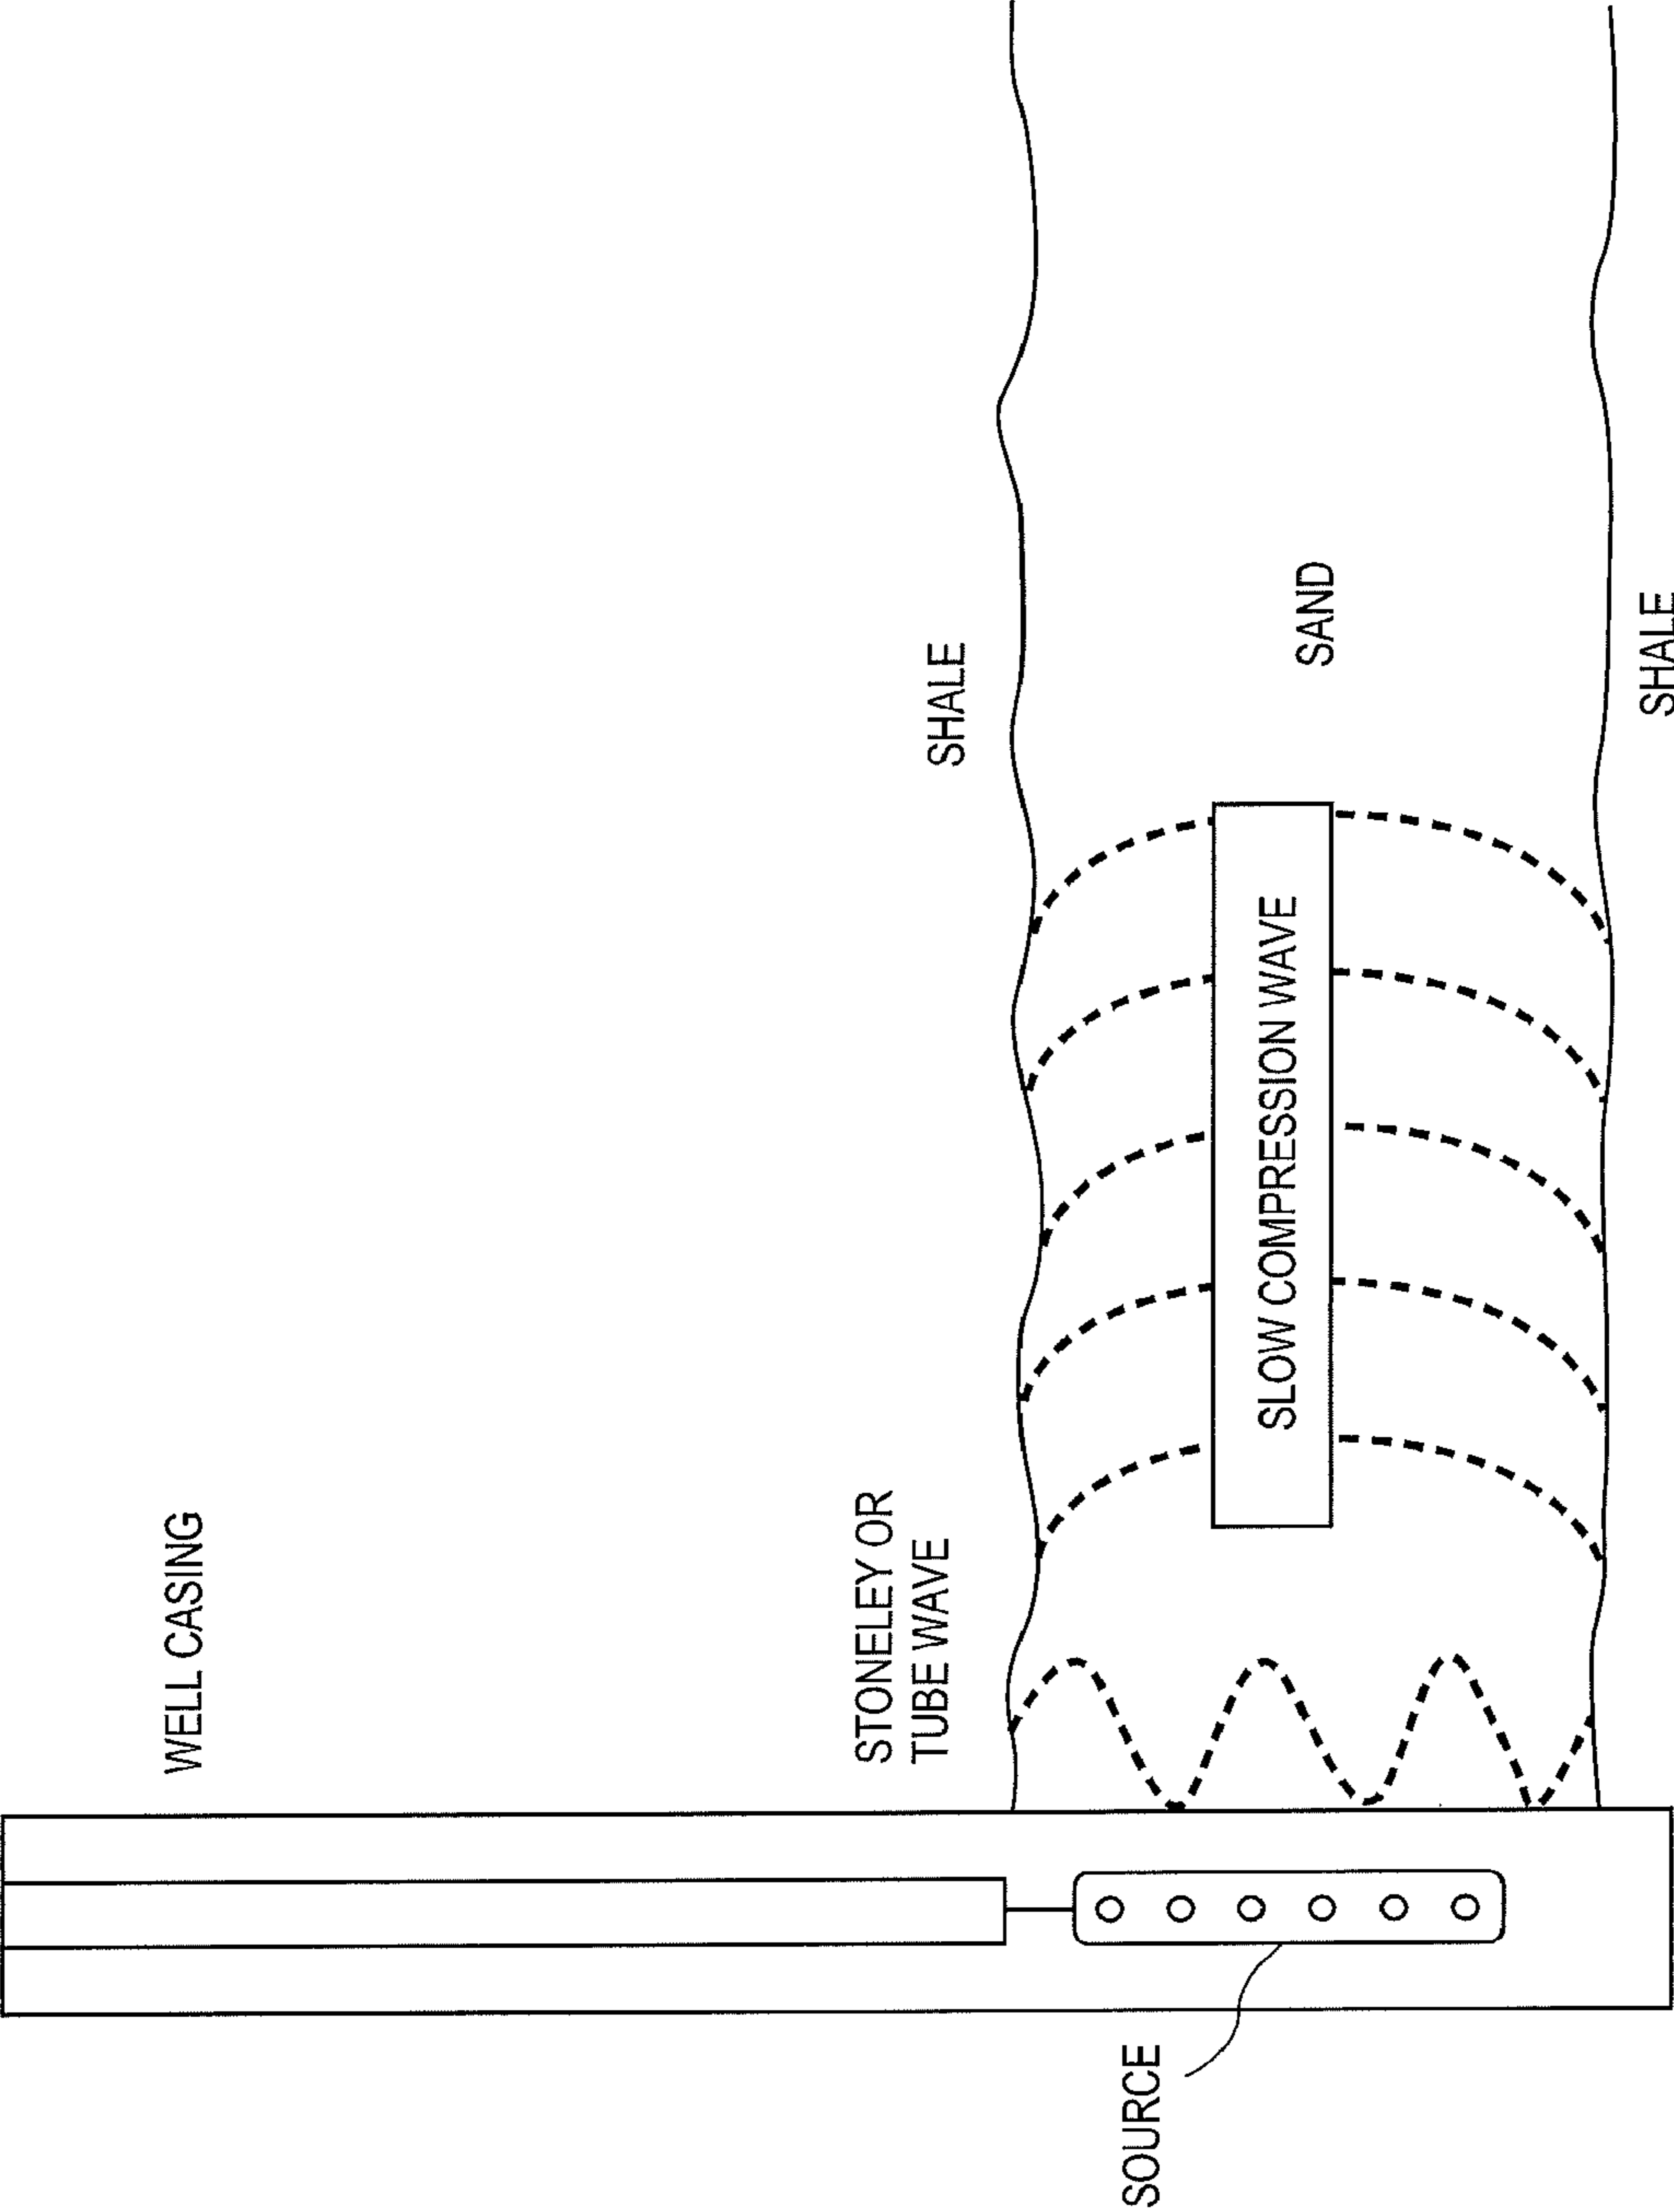 WELL CASING
STONELEY OR
TUBE WAVE
SHALE
SLOW COMPRESSION WAVE
SAND
SOURCE
SHALE